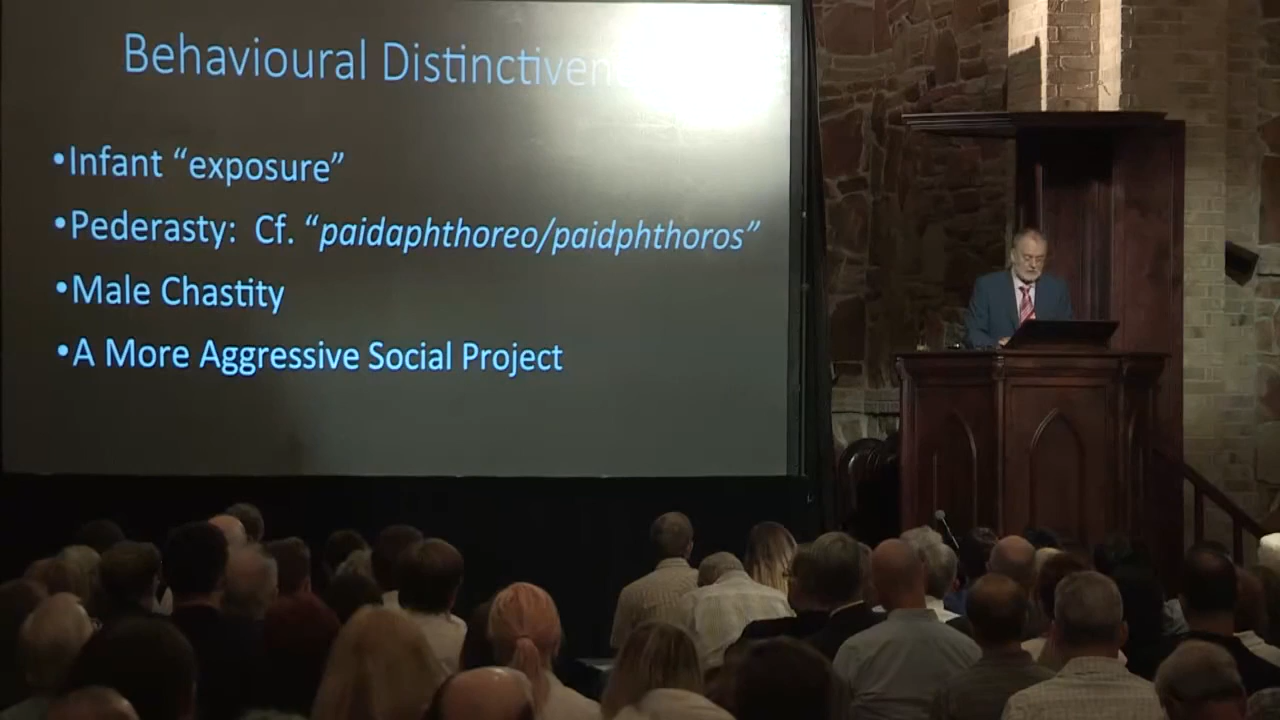 Behavioural Distinctiven
•Infant “exposure”
•Pederasty: Cf. “paidaphthoreo/paidphthoros”
•Male Chastity
•A More Aggressive Social Project